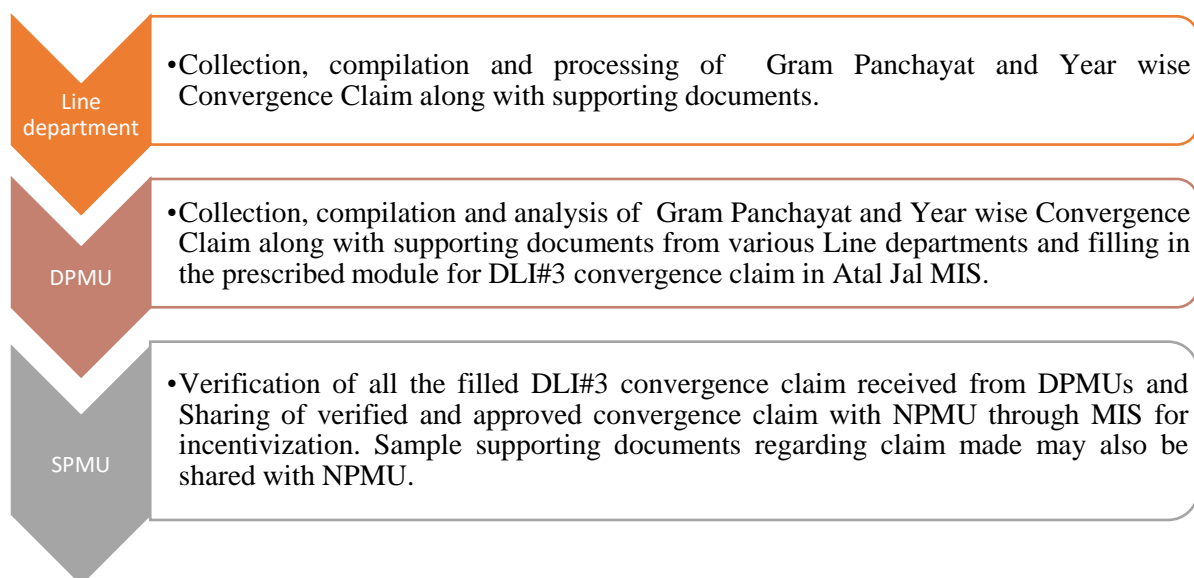 Line
department
•Collection, compilation and processing of Gram Panchayat and Year wise
Convergence Claim along with supporting documents.
DPMU
•Collection, compilation and analysis of Gram Panchayat and Year wise Convergence
Claim along with supporting documents from various Line departments and filling in
the prescribed module for DLI#3 convergence claim in Atal Jal MIS.
SPMU
•Verification of all the filled DLI#3 convergence claim received from DPMUs and
Sharing of verified and approved convergence claim with NPMU through MIS for
incentivization. Sample supporting documents regarding claim made may also be
shared with NPMU.